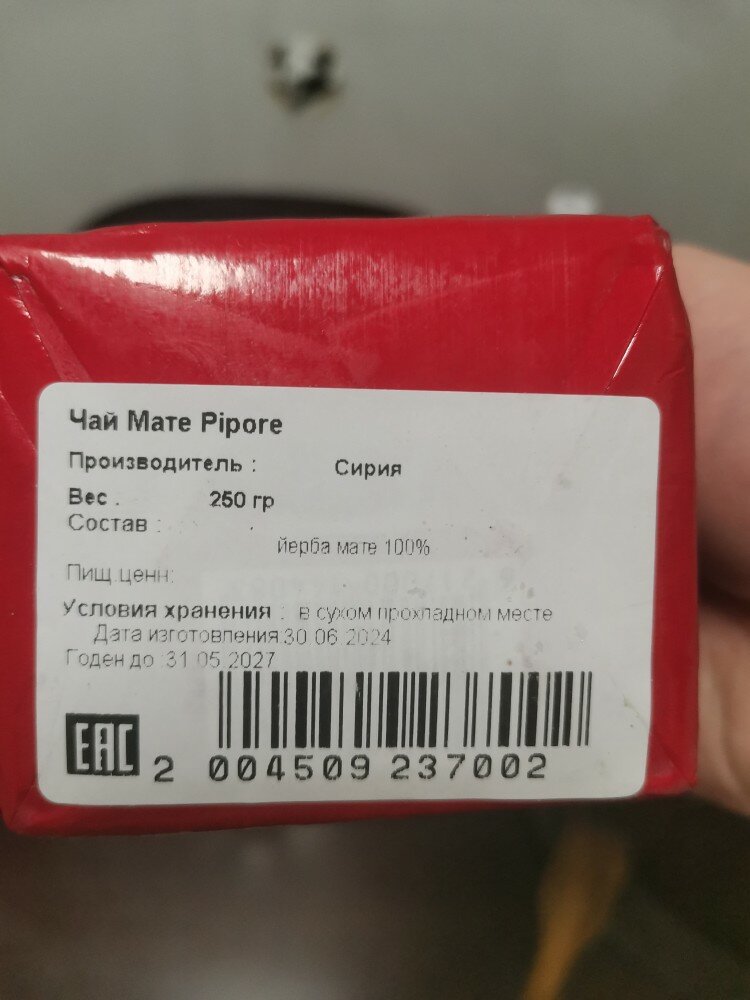 Чай Мате Pipore
Производитель : Сирия
Вес . 250 гр
Состав :
йерба мате 100%
Пищ.ценн:
Условия хранения : в сухом прохладном месте
Дата изготовления:30.06.2024
Годен до :31.05.2027
EAC
2 004509 237002